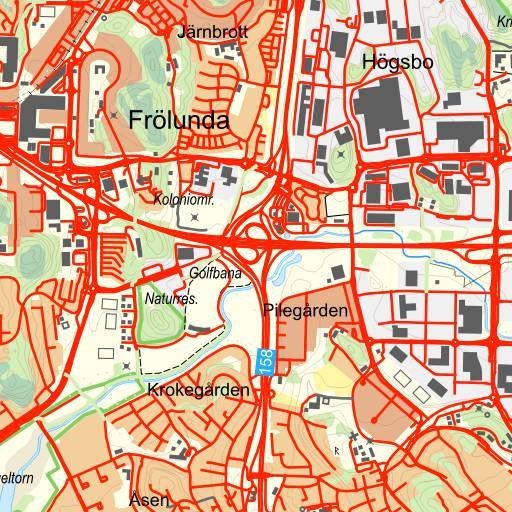 Järnbrott
Högsbo
Frölunda
Koloniomr.
Golfbana
Naturres.
Pilegården
158
Krokegården
R
Åsen